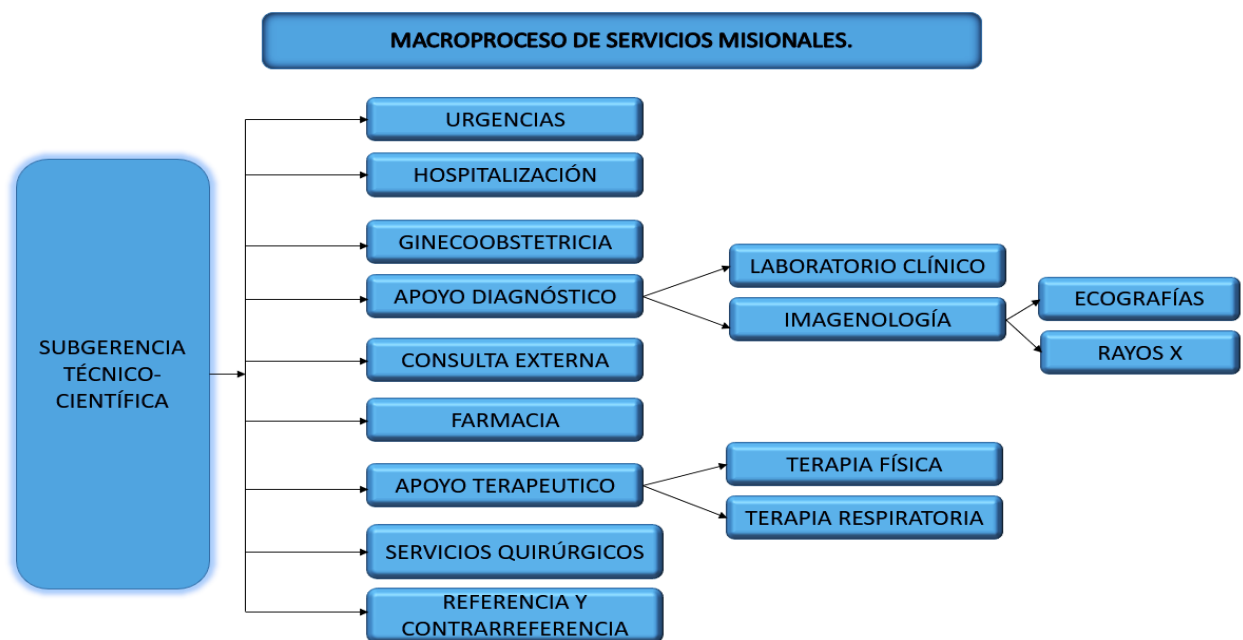 MACROPROCESO DE SERVICIOS MISIONALES.
SUBGERENCIA
TÉCNICO-
CIENTÍFICA
URGENCIAS
HOSPITALIZACIÓN
GINECOOBSTETRICIA
APOYO DIAGNÓSTICO
LABORATORIO CLÍNICO
IMAGENOLOGÍA
ECOGRAFÍAS
RAYOS X
CONSULTA EXTERNA
FARMACIA
APOYO TERAPEUTICO
TERAPIA FÍSICA
TERAPIA RESPIRATORIA
SERVICIOS QUIRÚRGICOS
REFERENCIA Y
CONTRARREFERENCIA